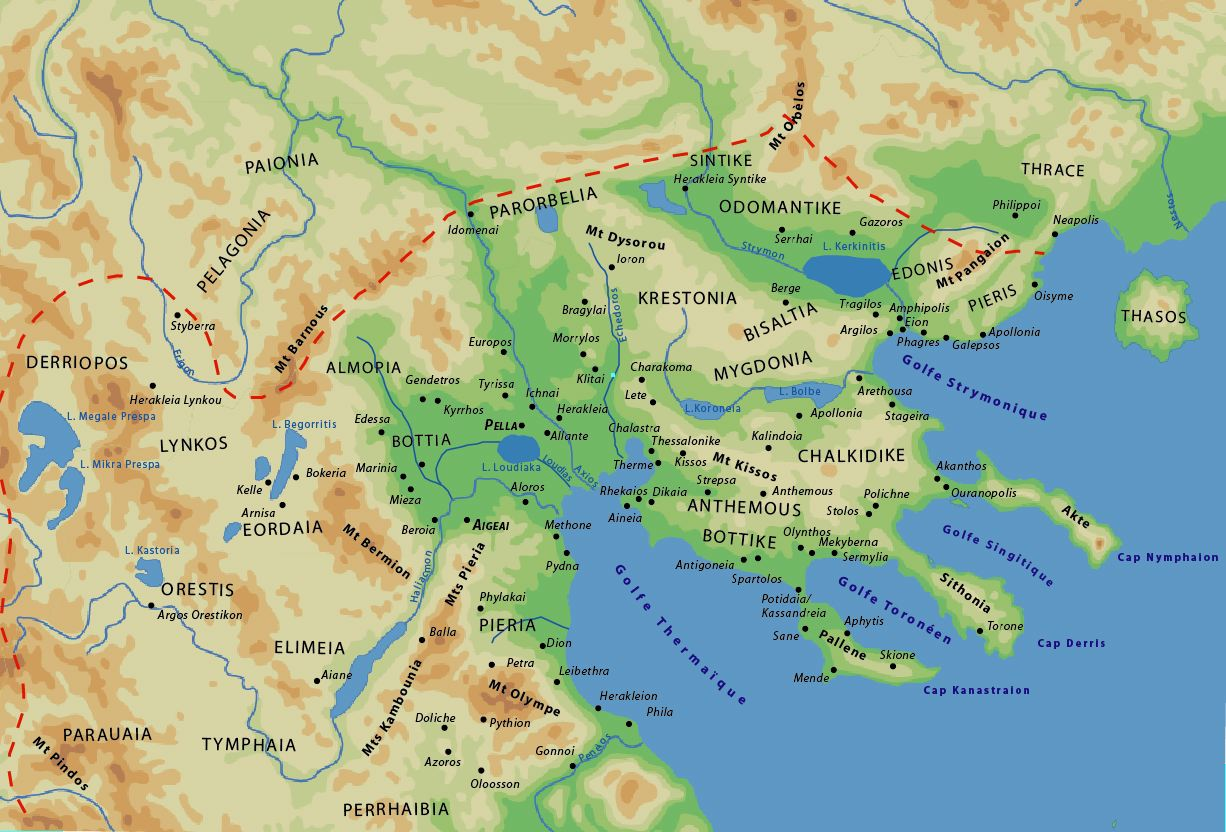 Mt Orbèlos
PAIONIA
SINTIKE
Herakleia Syntike
THRACE
PARORBELIA
Idomenai
ODOMANTIKE
Philippoi
Nestos
PELAGONIA
Mt Dysorou
Serrhai
Gazoros
Neapolis
Strymon
L. Kerkinitis
Ioron
EDONIS
Mt Pangaion
Styberra
Mt Barnous
Bragylai
Echedoros
KRESTONIA
Berge
BISALTIA
Tragilos
Amphipolis
PIERIS
Oisyme
THASOS
Argilos
Eion
Phagres
Galepsos
Apollonia
DERRIOPOS
Erigon
ALMOPIA
Europos
Morrylos
Klitai
Charakoma
MYGDONIA
Golfe Strymonique
Herakleia Lynkou
Gendetros
Kyrrhos
Tyrissa
Ichnai
Herakleia
Lete
L.Koroneia
L. Bolbe
Arethousa
L. Megale Prespa
L. Begorritis
Edessa
PELLA
Allante
Chalastra
Apollonia
Stageira
LYNKOS
BOTTIA
Thessalonike
Kalindoia
L. Mikra Prespa
Bokeria
Marinia
L. Loudiaka
Loudias
Axios
Therme
Kissos
Mt Kissos
CHALKIDIKE
Akanthos
Kelle
Mieza
Aloros
Rhekaios
Dikaia
Strepsa
Anthemous
Polichne
Ouranopolis
Arnisa
EORDAIA
Beroia
AIGEAI
Methone
Aineia
ANTHEMOUS
Stolos
Akte
L. Kastoria
Mt Bermion
BOTTIKE
Olynthos
Mekyberna
Sermylia
Golfe Singitique
Cap Nymphaion
Pydna
Antigoneia
Spartolos
ORESTIS
Haliacmon
Mts Pieria
Golfe Thermaïque
Potidaia/
Kassandreia
Golfe Toronéen
Sithonia
Argos Orestikon
Phylakai
PIERIA
Sane
Aphytis
Torone
ELIMEIA
Balla
Dion
Pallene
Skione
Cap Derris
Aiane
Petra
Leibethra
Mende
Cap Kanastraion
Mts Kambounia
Mt Olympe
Herakleion
PARAUAIA
TYMPHAIA
Doliche
Pythion
Phila
Mt Pindos
Azoros
Gonnoi
Penéos
Oloosson
PERRHAIBIA